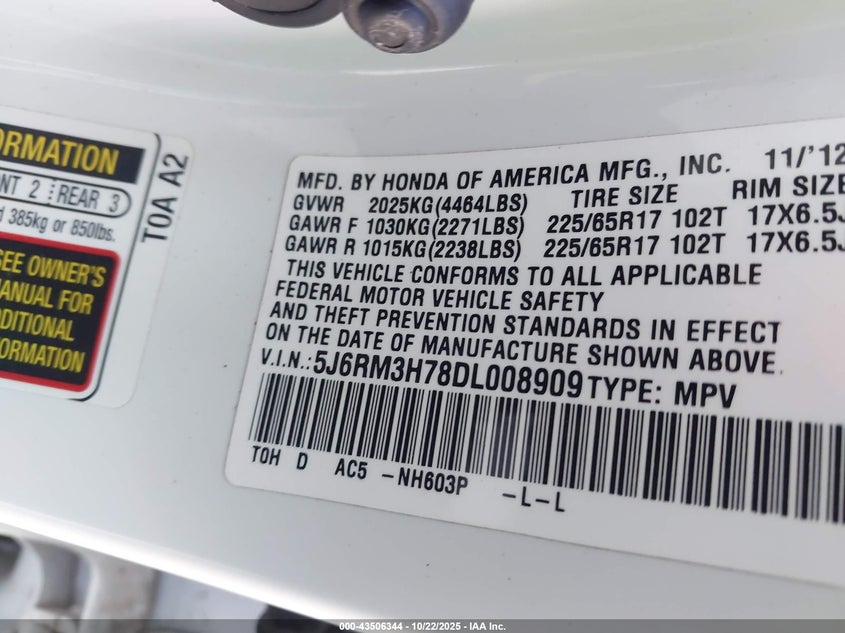 ORMATION
NT 2 REAR 3
385kg or 850lbs.
SEE OWNER'S
MANUAL FOR
DDITIONAL
FORMATION
T0A A2
MFD. BY HONDA OF AMERICA MFG., INC. 11/'12
GVWR 2025KG(4464LBS) TIRE SIZE RIM SIZE
GAWR F 1030KG(2271LBS) 225/65R17 102T 17X6.5J
GAWR R 1015KG(2238LBS) 225/65R17 102T 17X6.5J
THIS VEHICLE CONFORMS TO ALL APPLICABLE
FEDERAL MOTOR VEHICLE SAFETY
AND THEFT PREVENTION STANDARDS IN EFFECT
ON THE DATE OF MANUFACTURE SHOWN ABOVE.
V.I.N.: 5J6RM3H78DL008909 TYPE: MPV
T0H D AC5 -NH603P -L-L
000-43506344 - 10/22/2025 - IAA Inc.